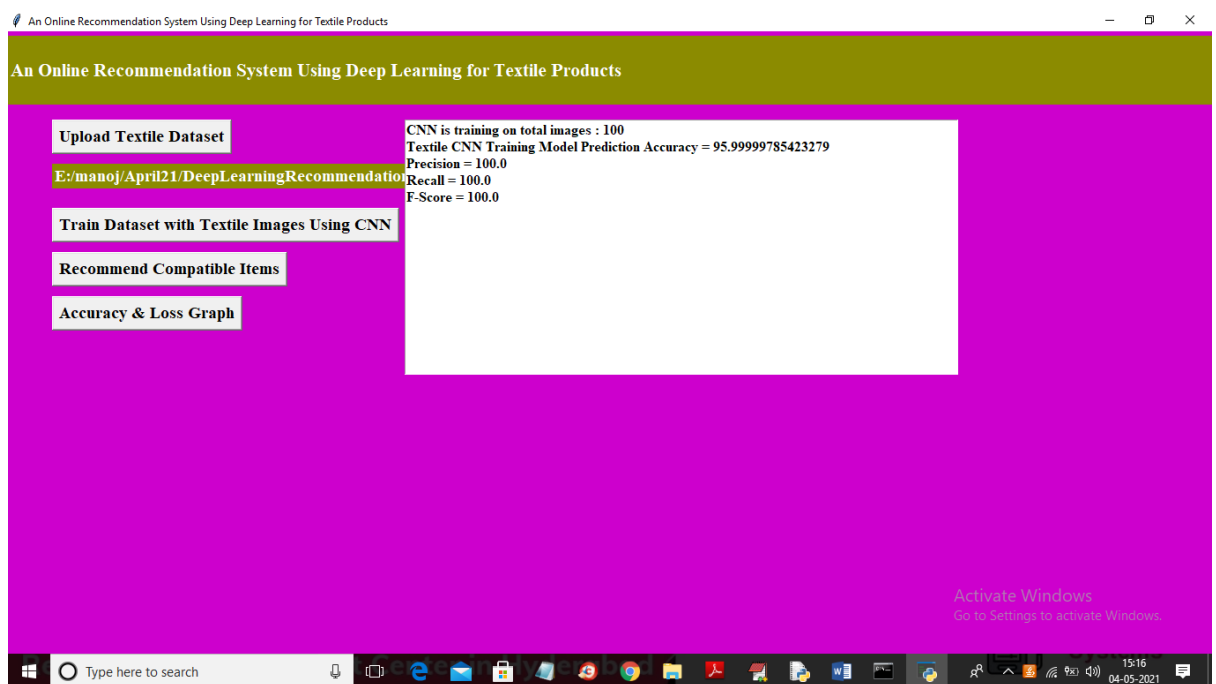 An Online Recommendation System Using Deep Learning for Textile Products
An Online Recommendation System Using Deep Learning for Textile Products
Upload Textile Dataset
E:/manoj/April21/DeepLearningRecommendation
Train Dataset with Textile Images Using CNN
Recommend Compatible Items
Accuracy & Loss Graph
CNN is training on total images : 100
Textile CNN Training Model Prediction Accuracy = 95.99999785423279
Precision = 100.0
Recall = 100.0
F-Score = 100.0
Activate Windows
Go to Settings to activate Windows.
Type here to search
15:16
04-05-2021